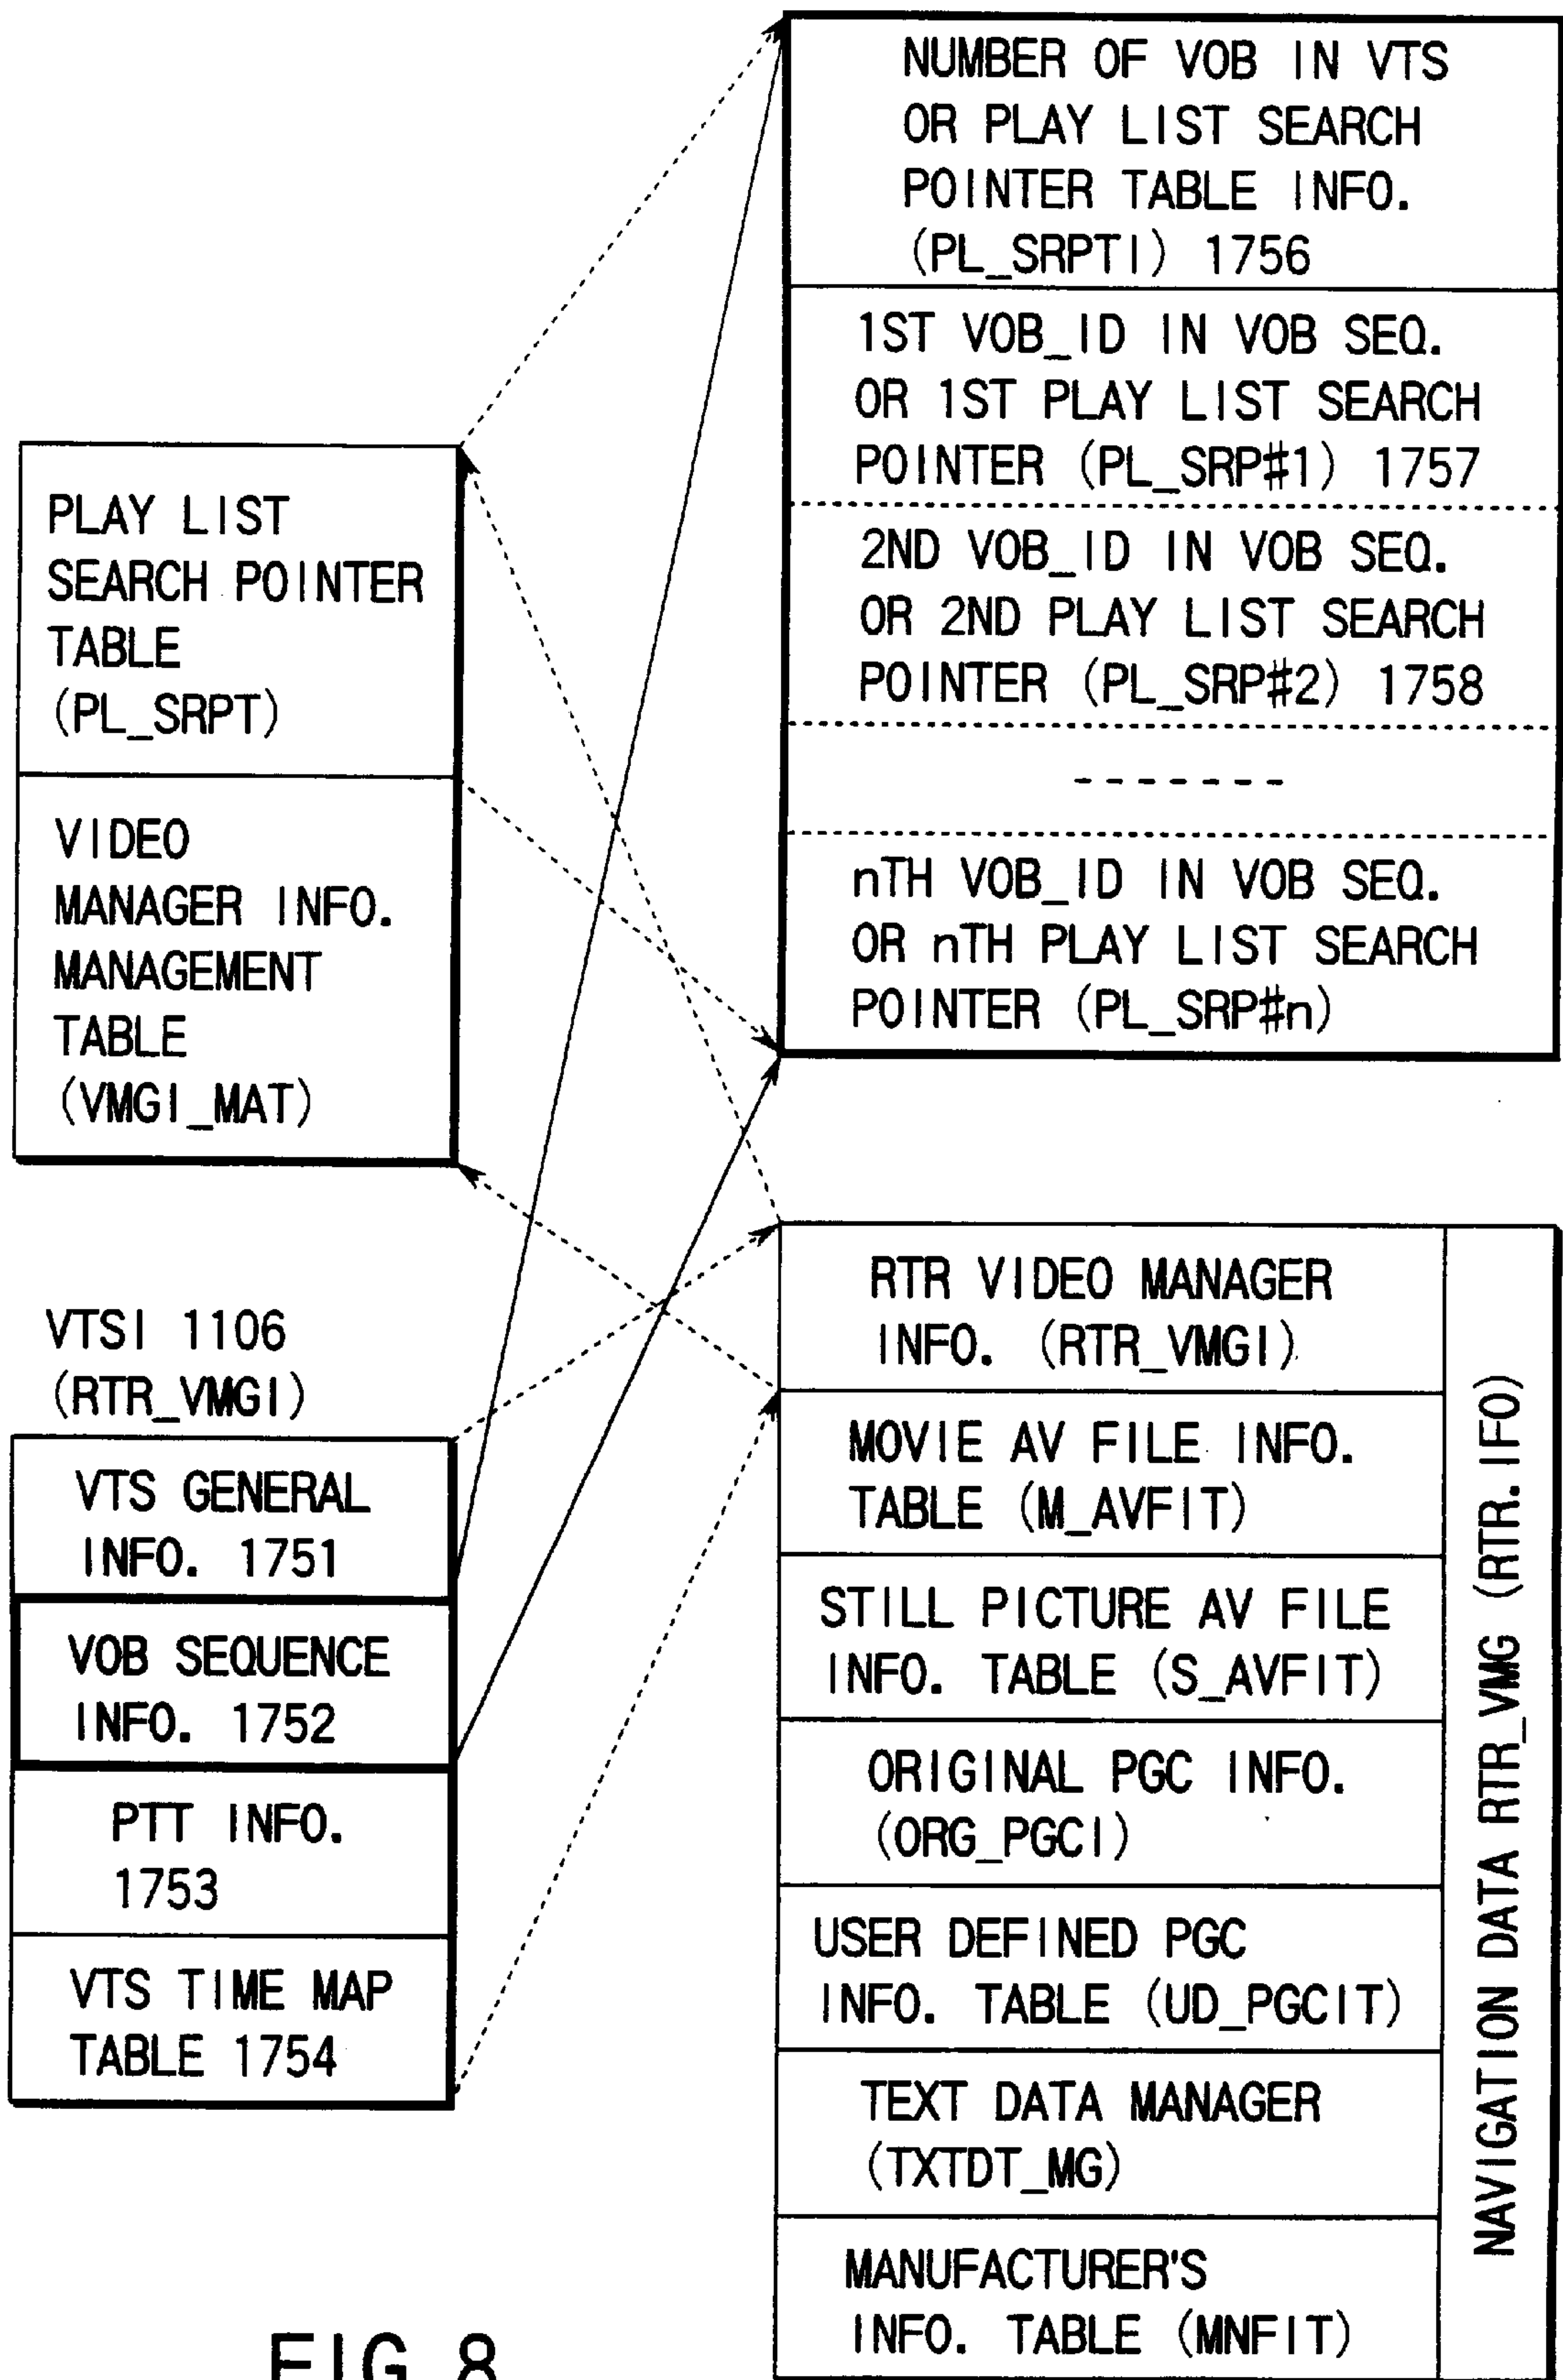 NUMBER OF VOB IN VTS
OR PLAY LIST SEARCH
POINTER TABLE INFO.
(PL_SRPTI) 1756
1ST VOB_ID IN VOB SEQ.
OR 1ST PLAY LIST SEARCH
POINTER (PL_SRP#1) 1757
2ND VOB_ID IN VOB SEQ.
OR 2ND PLAY LIST SEARCH
POINTER (PL_SRP#2) 1758
-------
nTH VOB_ID IN VOB SEQ.
OR nTH PLAY LIST SEARCH
POINTER (PL_SRP#n)
PLAY LIST
SEARCH POINTER
TABLE
(PL_SRPT)
VIDEO
MANAGER INFO.
MANAGEMENT
TABLE
(VMGI_MAT)
VTSI 1106
(RTR_VMGI)
VTS GENERAL
INFO. 1751
VOB SEQUENCE
INFO. 1752
PTT INFO.
1753
VTS TIME MAP
TABLE 1754
RTR VIDEO MANAGER
INFO. (RTR_VMGI)
MOVIE AV FILE INFO.
TABLE (M_AVFIT)
STILL PICTURE AV FILE
INFO. TABLE (S_AVFIT)
ORIGINAL PGC INFO.
(ORG_PGCI)
USER DEFINED PGC
INFO. TABLE (UD_PGCIT)
TEXT DATA MANAGER
(TXTDT_MG)
MANUFACTURER'S
INFO. TABLE (MNFIT)
NAVIGATION DATA RTR_VMG (RTR.IFO)
FIG. 8